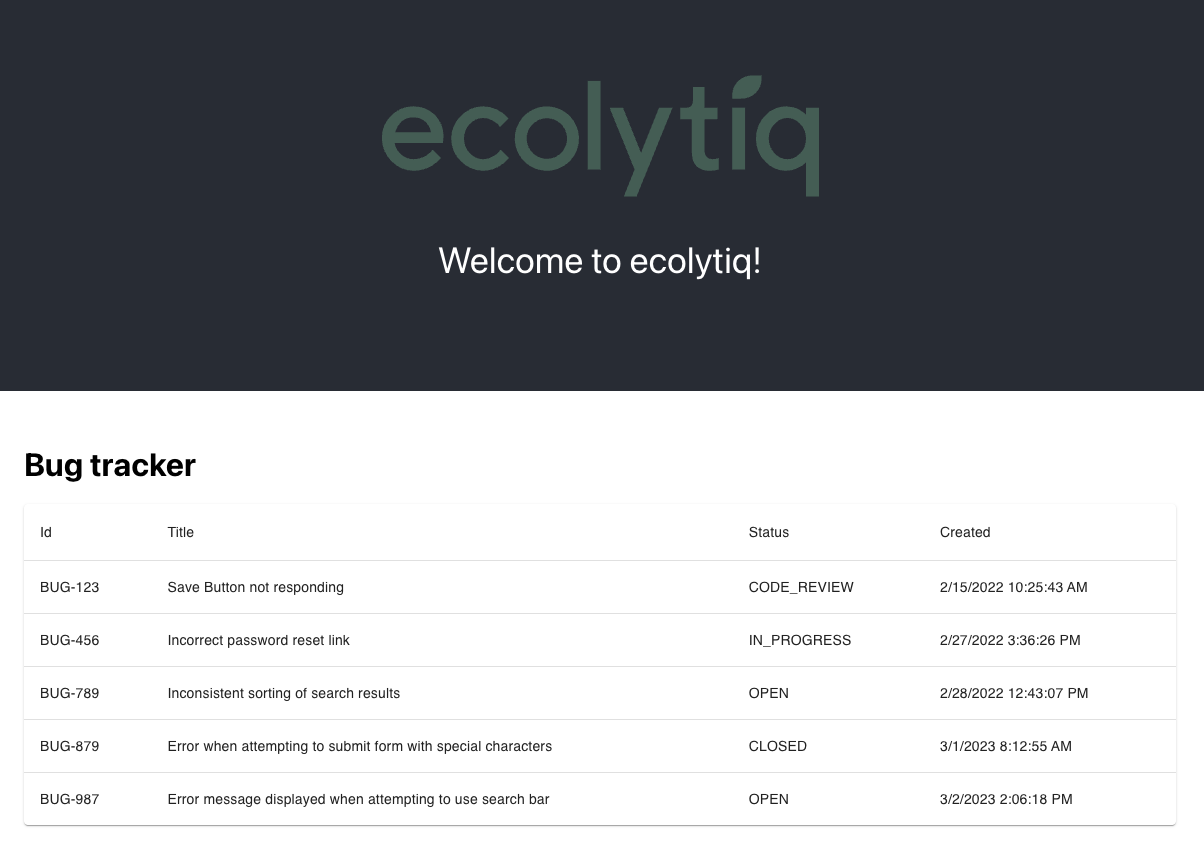 ecolytiq
Welcome to ecolytiq!
Bug tracker
Id Title Status Created
BUG-123 Save Button not responding CODE_REVIEW 2/15/2022 10:25:43 AM
BUG-456 Incorrect password reset link IN_PROGRESS 2/27/2022 3:36:26 PM
BUG-789 Inconsistent sorting of search results OPEN 2/28/2022 12:43:07 PM
BUG-879 Error when attempting to submit form with special characters CLOSED 3/1/2023 8:12:55 AM
BUG-987 Error message displayed when attempting to use search bar OPEN 3/2/2023 2:06:18 PM